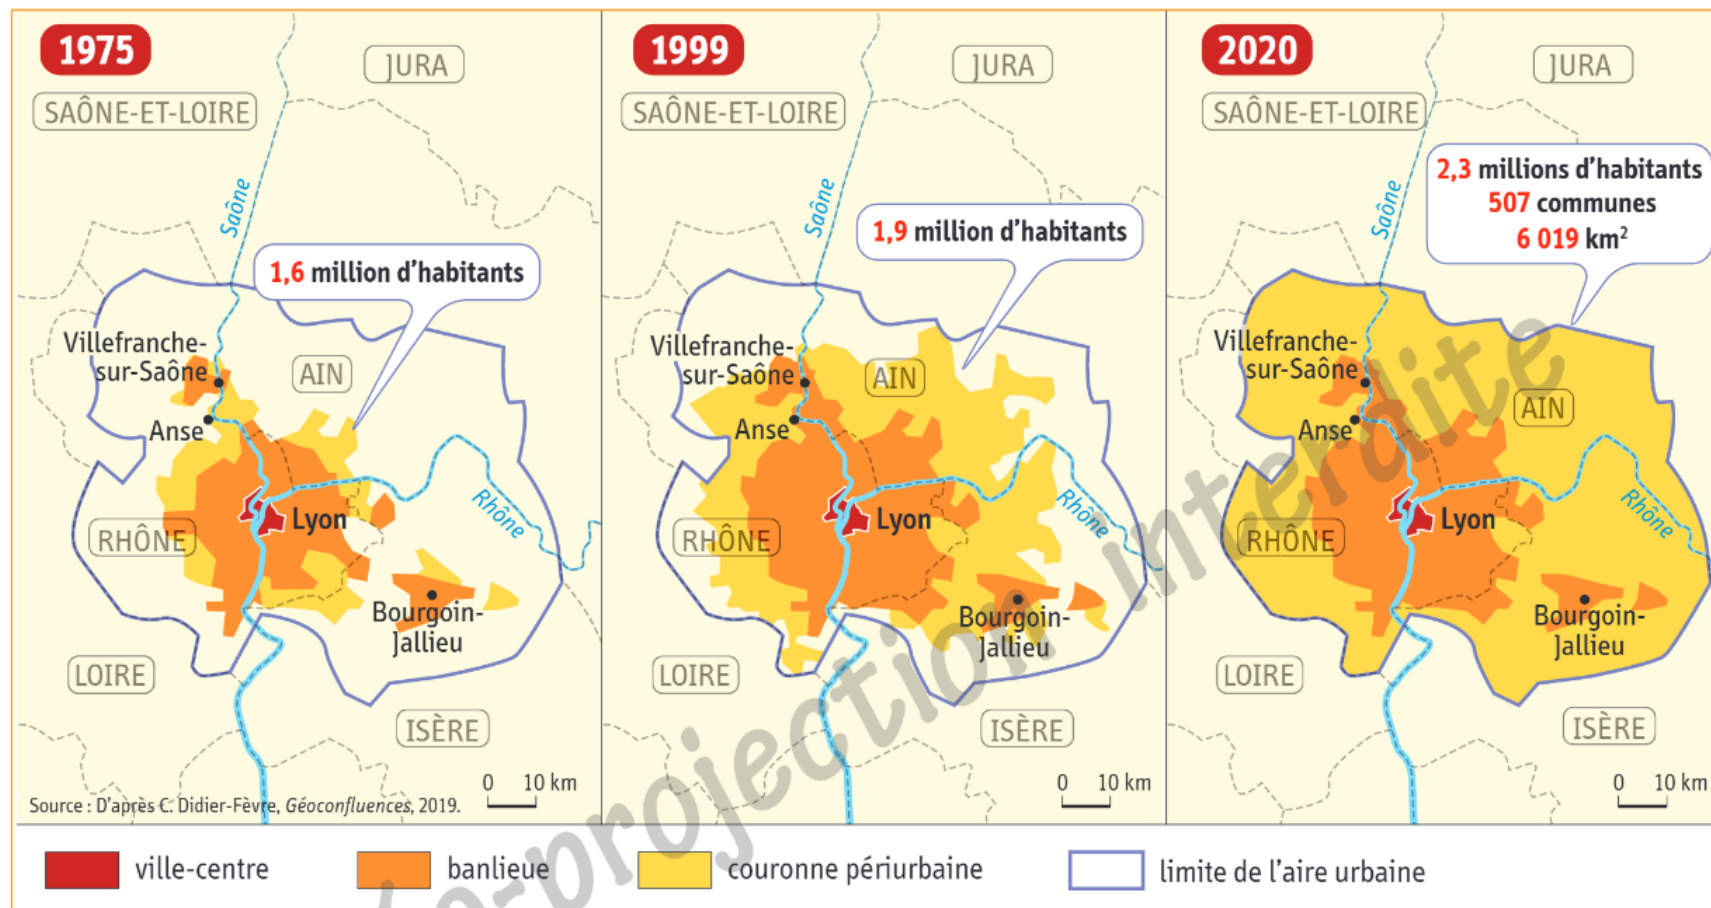 1975
JURA
SAÔNE-ET-LOIRE
Saône
1,6 million d'habitants
Villefranche-
sur-Saône
AIN
Anse
Rhône
Lyon
RHÔNE
Bourgoin-
Jallieu
LOIRE
ISÈRE
0 10 km
Source : D'après C. Didier-Fèvre, Géoconfluences, 2019.
1999
JURA
SAÔNE-ET-LOIRE
Saône
1,9 million d'habitants
Villefranche-
sur-Saône
AIN
Anse
Rhône
Lyon
RHÔNE
Bourgoin-
Jallieu
LOIRE
ISÈRE
0 10 km
2020
JURA
SAÔNE-ET-LOIRE
2,3 millions d'habitants
507 communes
6 019 km²
Saône
Villefranche-
sur-Saône
AIN
Anse
Rhône
Lyon
RHÔNE
Bourgoin-
Jallieu
LOIRE
ISÈRE
0 10 km
ville-centre
banlieue
couronne périurbaine
limite de l'aire urbaine
o-projection interdite